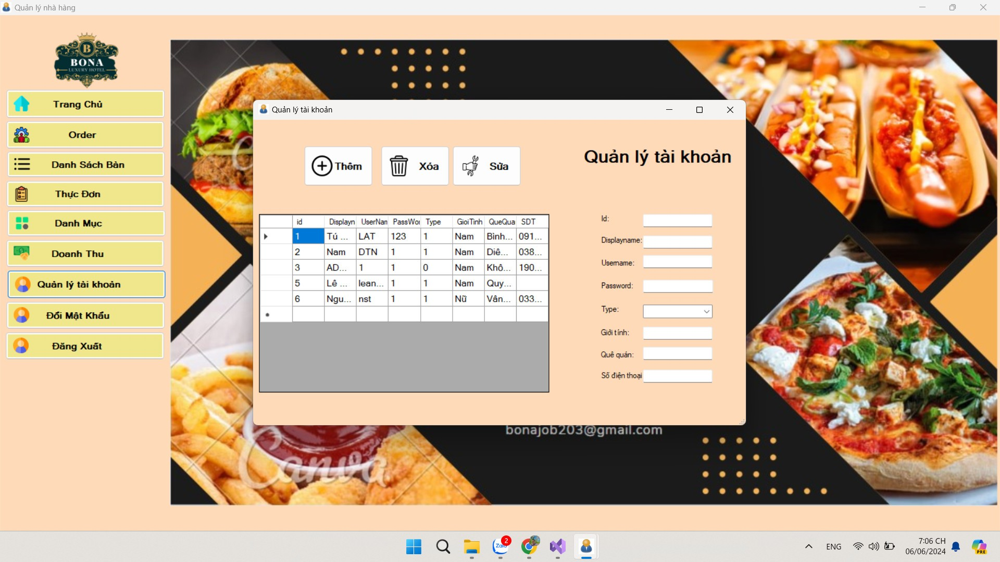 Quản lý nhà hàng
B
BONA
LUXURY HOTEL
Trang Chủ
Order
Danh Sách Bàn
Thực Đơn
Danh Mục
Doanh Thu
Quản lý tài khoản
Đổi Mật Khẩu
Đăng Xuất
Quản lý tài khoản
Thêm
Xóa
Sửa
Quản lý tài khoản
id Displayn UserNan PassWor Type GioiTinh QueQua SDT
1 Tú ... LAT 123 1 Nam Bình... 091...
2 Nam DTN 1 1 Nam Diê... 038...
3 AD... 1 1 0 Nam Khô... 190...
5 Lê ... lean... 1 1 Nam Quy...
6 Ngu... nst 1 1 Nữ Vân... 033...
Id:
Displayname:
Username:
Password:
Type:
Giới tính:
Quê quán:
Số điện thoại
bonajob203@gmail.com
Canva
Zalo
2
ENG
7:06 CH
06/06/2024
PRE